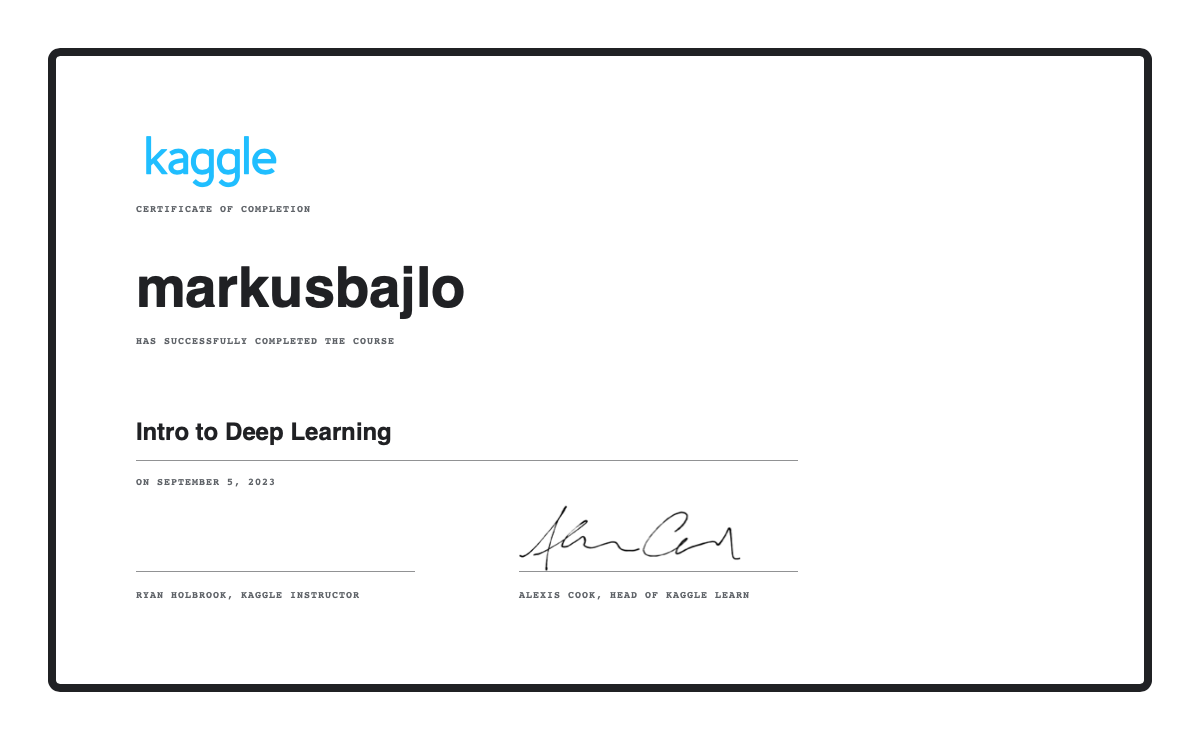 kaggle
CERTIFICATE OF COMPLETION
markusbajlo
HAS SUCCESSFULLY COMPLETED THE COURSE
Intro to Deep Learning
ON SEPTEMBER 5, 2023
RYAN HOLBROOK, KAGGLE INSTRUCTOR
ALEXIS COOK, HEAD OF KAGGLE LEARN